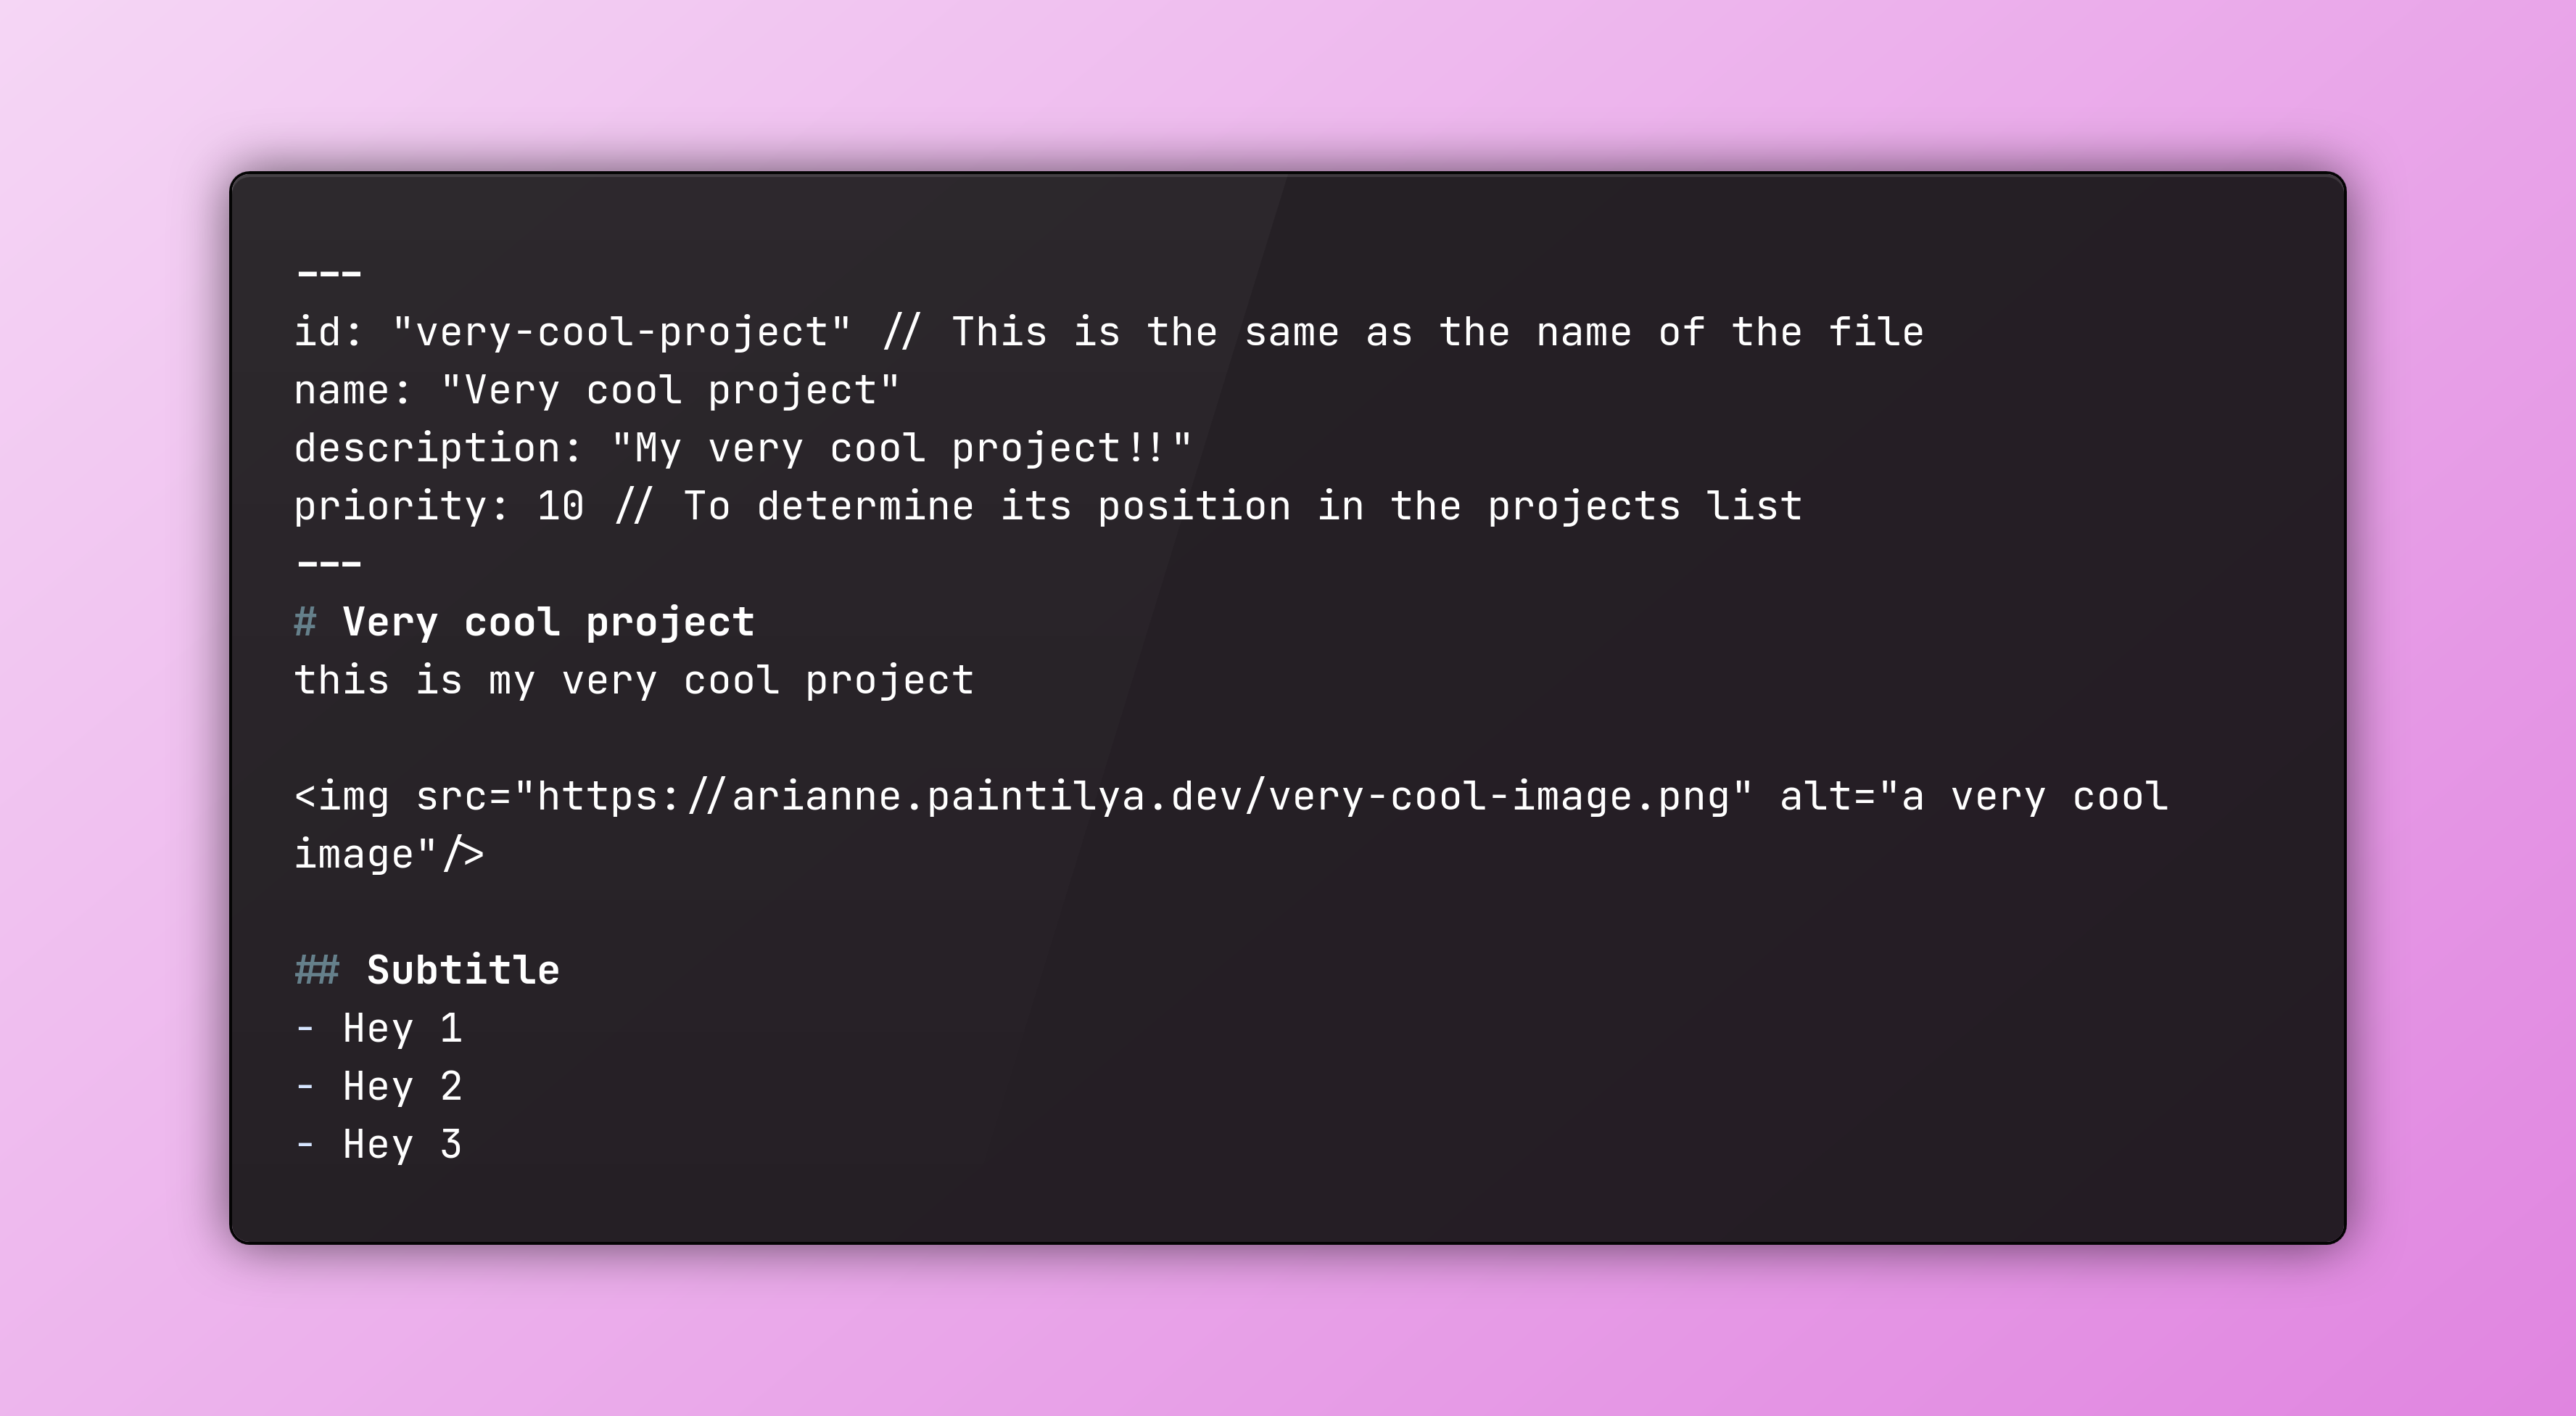 ---
id: "very-cool-project" // This is the same as the name of the file
name: "Very cool project"
description: "My very cool project!!"
priority: 10 // To determine its position in the projects list
---
# Very cool project
this is my very cool project
<img src="https://arianne.paintilya.dev/very-cool-image.png" alt="a very cool
image"/>
## Subtitle
- Hey 1
- Hey 2
- Hey 3